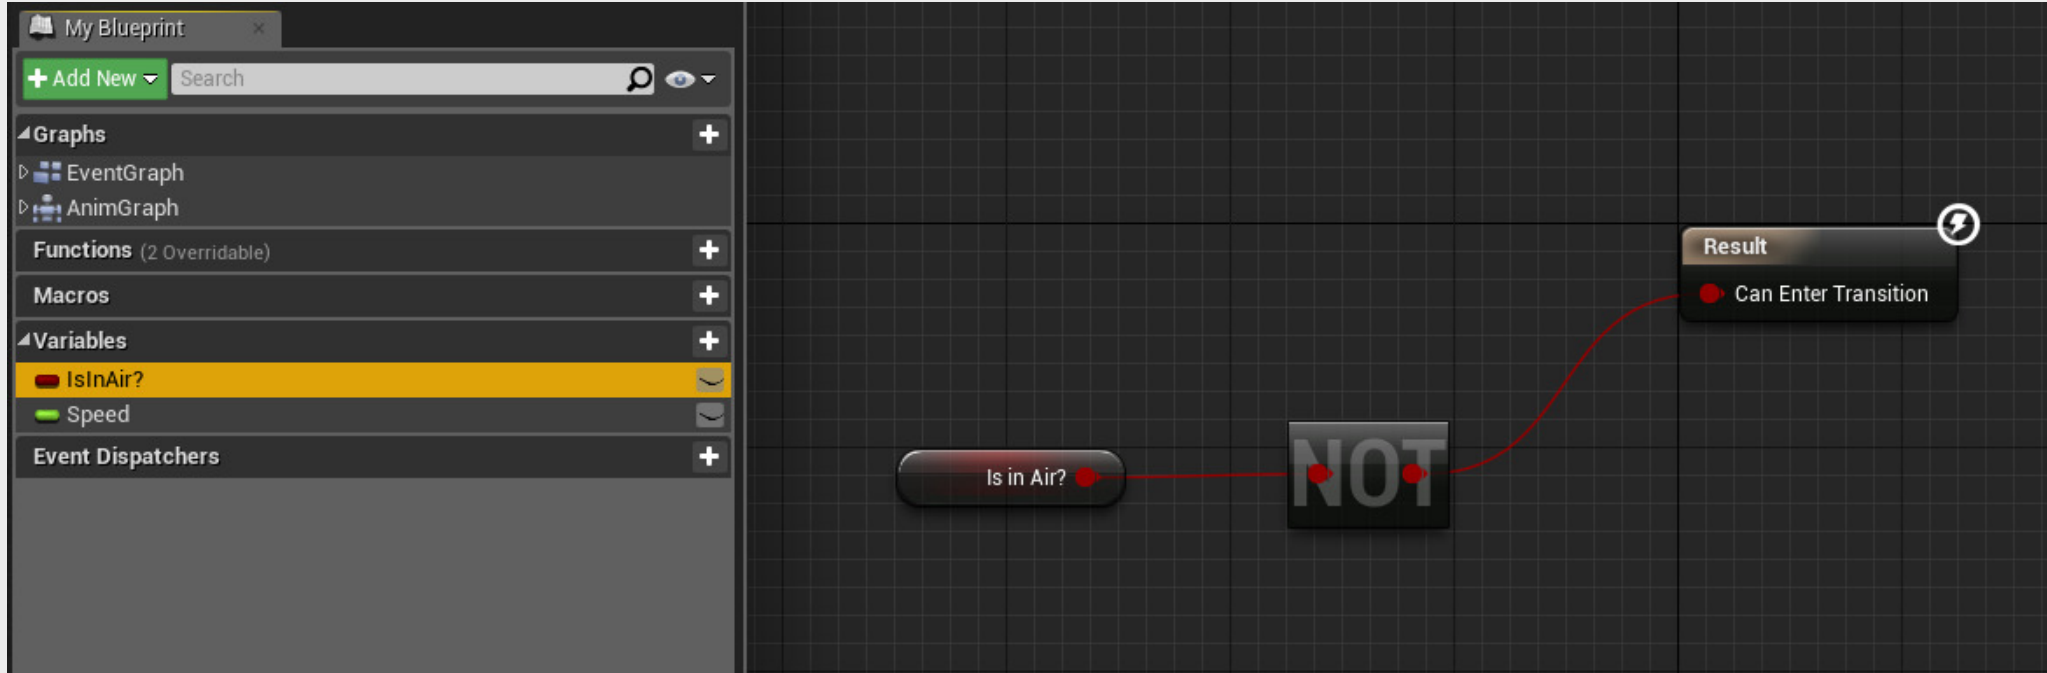 My Blueprint
Add New
Search
Graphs
EventGraph
AnimGraph
Functions (2 Overridable)
Macros
Variables
IsInAir?
Speed
Event Dispatchers
Is in Air?
NOT
Result
Can Enter Transition